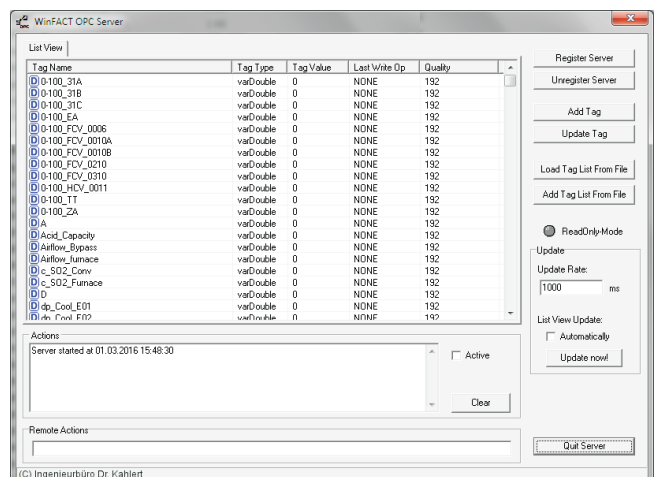 WinFACT OPC Server
List View
Tag Name Tag Type Tag Value Last Write Op Quality
D 0-100_31A varDouble 0 NONE 192
D 0-100_31B varDouble 0 NONE 192
D 0-100_31C varDouble 0 NONE 192
D 0-100_EA varDouble 0 NONE 192
D 0-100_FCV_0006 varDouble 0 NONE 192
D 0-100_FCV_0010A varDouble 0 NONE 192
D 0-100_FCV_0010B varDouble 0 NONE 192
D 0-100_FCV_0210 varDouble 0 NONE 192
D 0-100_FCV_0310 varDouble 0 NONE 192
D 0-100_HCV_0011 varDouble 0 NONE 192
D 0-100_TT varDouble 0 NONE 192
D 0-100_ZA varDouble 0 NONE 192
D A varDouble 0 NONE 192
D Acid_Capacity varDouble 0 NONE 192
D Airflow_Bypass varDouble 0 NONE 192
D Airflow_furnace varDouble 0 NONE 192
D c_SO2_Conv varDouble 0 NONE 192
D c_SO2_Furnace varDouble 0 NONE 192
D D varDouble 0 NONE 192
D dp_Cool_E01 varDouble 0 NONE 192
D dp_Cool_E02 varDouble 0 NONE 192
Register Server
Unregister Server
Add Tag
Update Tag
Load Tag List From File
Add Tag List From File
ReadOnly-Mode
Update
Update Rate:
1000 ms
List View Update:
Automatically
Update now!
Actions
Server started at 01.03.2016 15:48:30
Active
Clear
Remote Actions
Quit Server
(C) Ingenieurbüro Dr. Kahlert